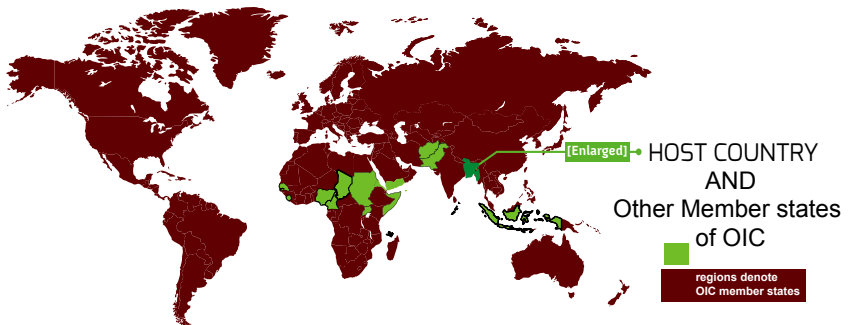 [Enlarged]
HOST COUNTRY
AND
Other Member states
of OIC
regions denote
OIC member states